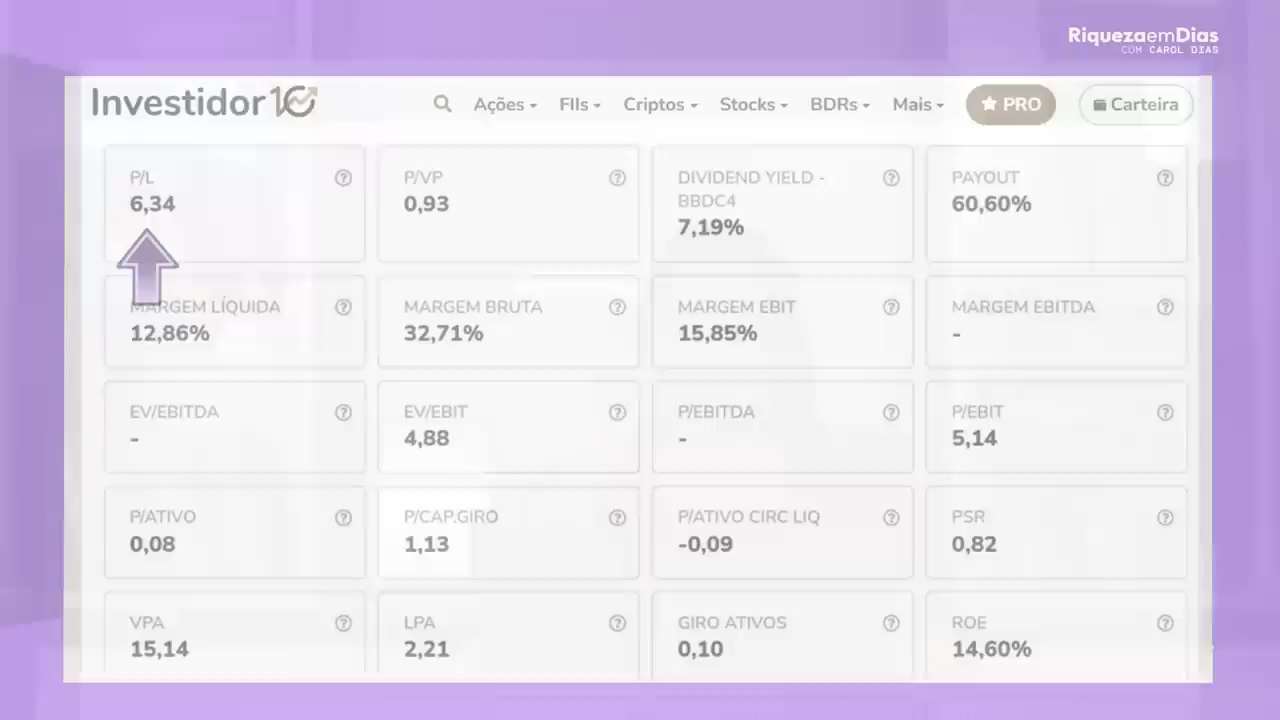 RiquezaemDias
COM CAROL DIAS
Investidor10
Ações
FIIs
Criptos
Stocks
BDRs
Mais
PRO
Carteira
P/L
6,34
P/VP
0,93
DIVIDEND YIELD -
BBDC4
7,19%
PAYOUT
60,60%
MARGEM LÍQUIDA
12,86%
MARGEM BRUTA
32,71%
MARGEM EBIT
15,85%
MARGEM EBITDA
-
EV/EBITDA
-
EV/EBIT
4,88
P/EBITDA
-
P/EBIT
5,14
P/ATIVO
0,08
P/CAP.GIRO
1,13
P/ATIVO CIRC LIQ
-0,09
PSR
0,82
VPA
15,14
LPA
2,21
GIRO ATIVOS
0,10
ROE
14,60%